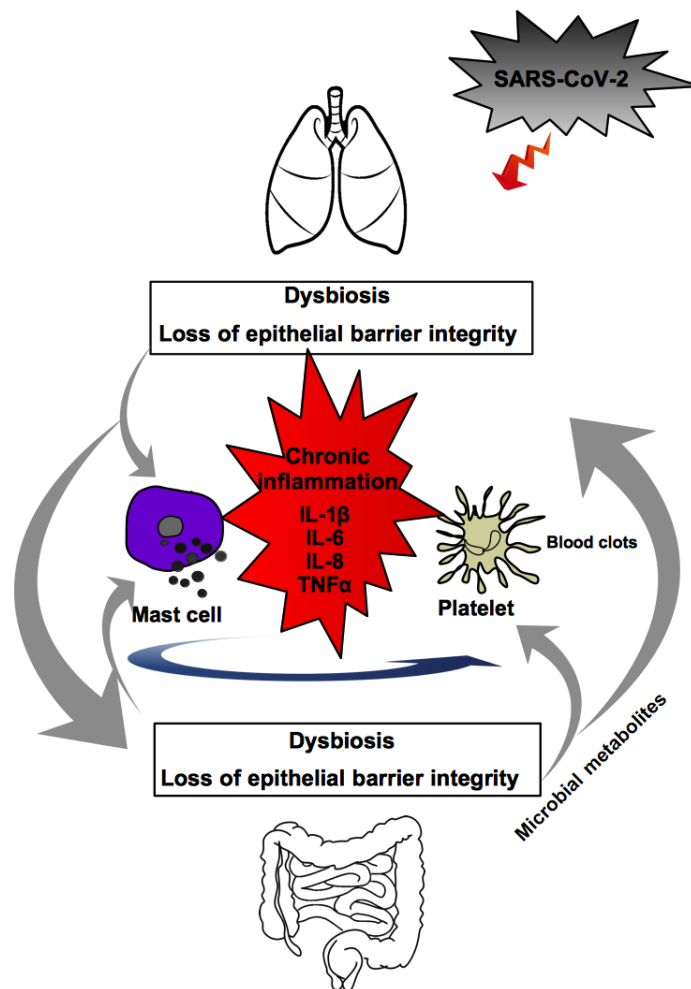 SARS-CoV-2
Dysbiosis
Loss of epithelial barrier integrity
Chronic
inflammation
IL-1β
IL-6
IL-8
TNFα
Mast cell
Platelet
Blood clots
Dysbiosis
Loss of epithelial barrier integrity
Microbial metabolites